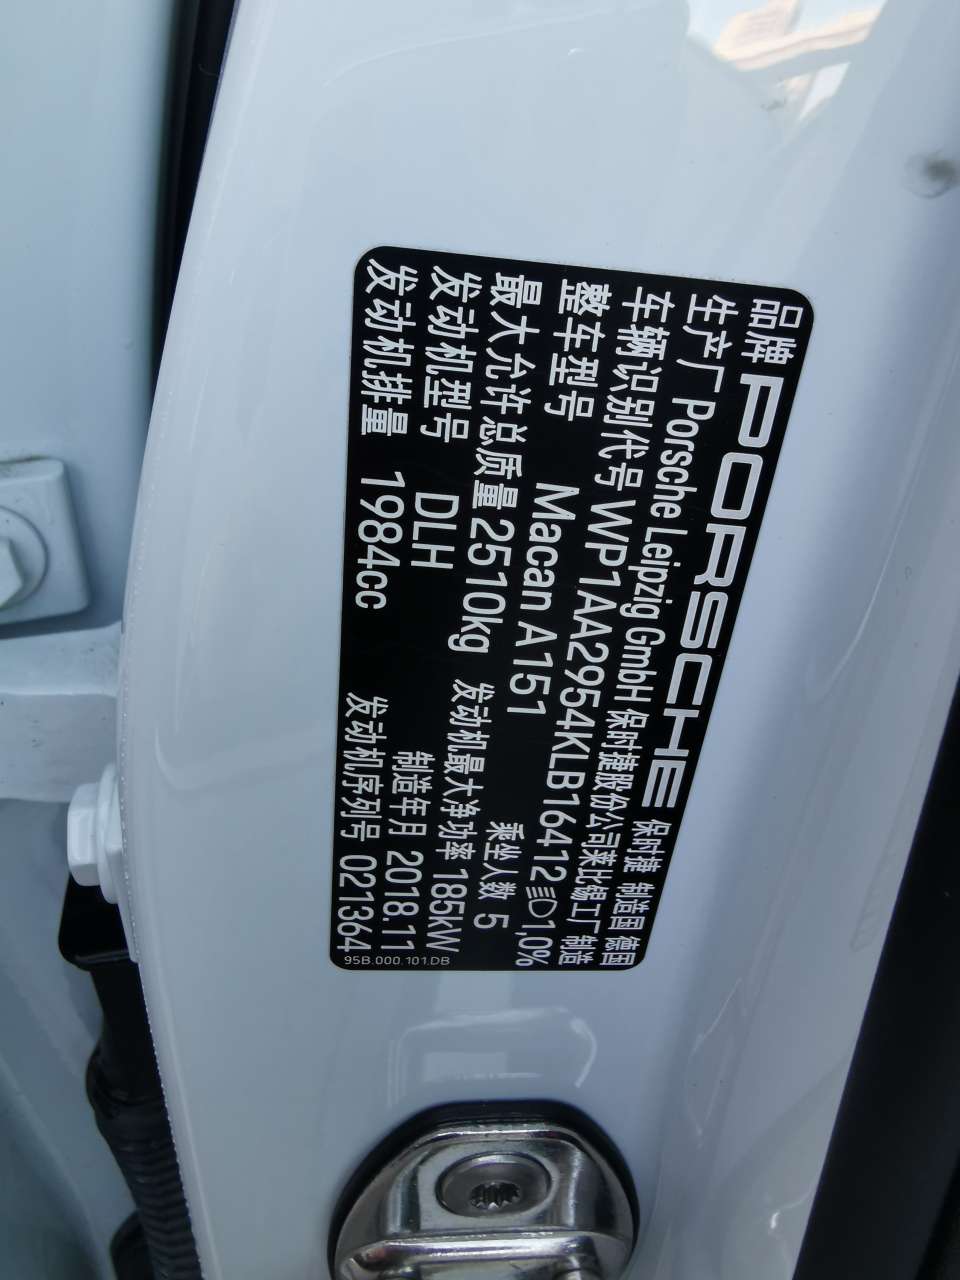 品牌 PORSCHE 保时捷 制造国 德国
生产厂 Porsche Leipzig GmbH 保时捷股份公司莱比锡工厂 制造
车辆识别代号 WP1AA2954KLB16412 1,0%
整车型号 Macan A151 乘坐人数 5
最大允许总质量 2510kg 发动机最大净功率 185kW
发动机型号 DLH 制造年月 2018.11
发动机排量 1984cc 发动机序列号 021364
95B.000.101.DB